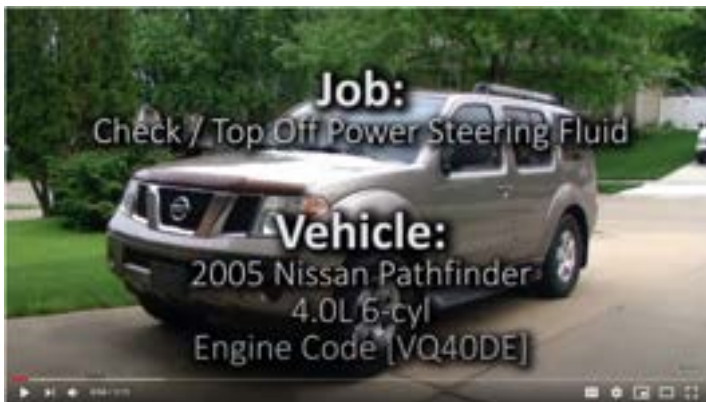 Job:
Check / Top Off Power Steering Fluid
Vehicle:
2005 Nissan Pathfinder
4.0L 6-cyl
Engine Code [VQ40DE]